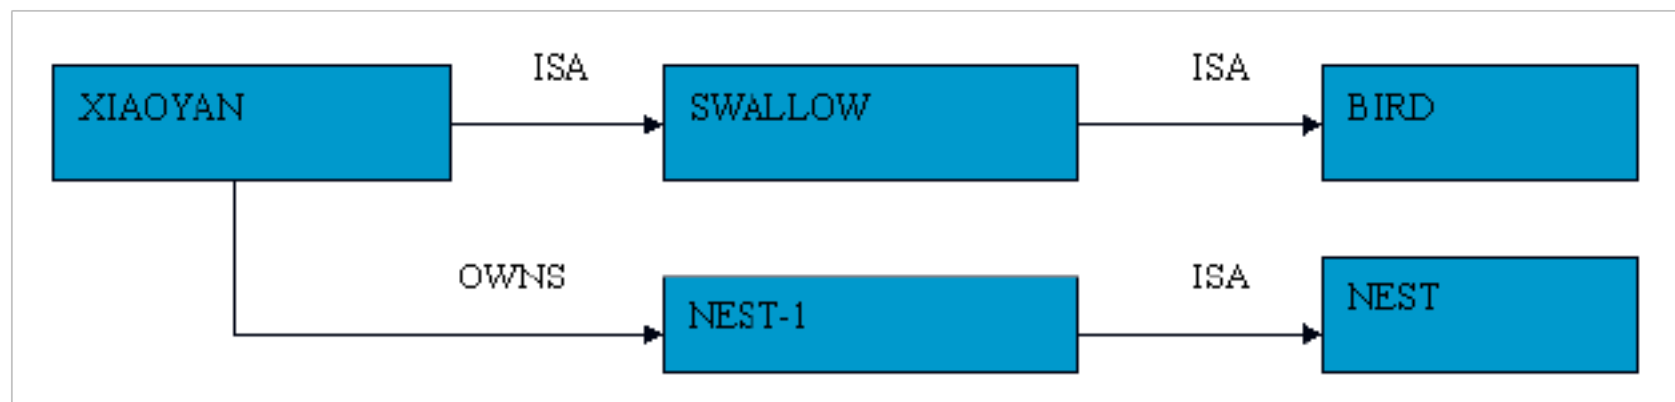 ISA
ISA
XIAOYAN
SWALLOW
BIRD
OWNS
ISA
NEST-1
NEST